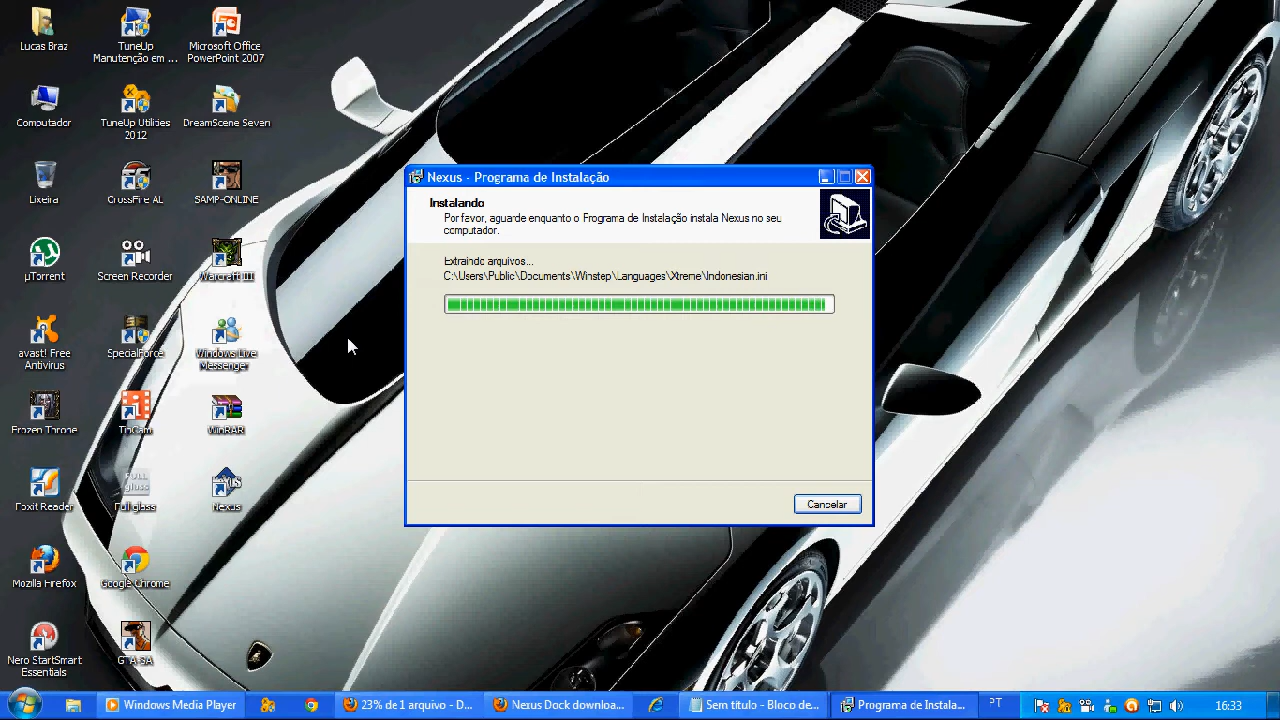 Lucas Braz
TuneUp
Manutenção em ...
Microsoft Office
PowerPoint 2007
Computador
TuneUp Utilities
2012
DreamScene Seven
Lixeira
CrossFire AL
SAMP-ONLINE
µTorrent
Screen Recorder
Warcraft III
avast! Free
Antivirus
SpecialForce
Windows Live
Messenger
Frozen Throne
TinCam
WinRAR
Foxit Reader
Full glass
Nexus
Mozilla Firefox
Google Chrome
Nero StartSmart
Essentials
GTA SA
Nexus - Programa de Instalação
Instalando
Por favor, aguarde enquanto o Programa de Instalação instala Nexus no seu
computador.
Extraindo arquivos...
C:\Users\Public\Documents\Winstep\Languages\Xtreme\Indonesian.ini
Cancelar
Windows Media Player
23% de 1 arquivo - D...
Nexus Dock downloa...
Sem título - Bloco de...
Programa de Instala...
PT
16:33